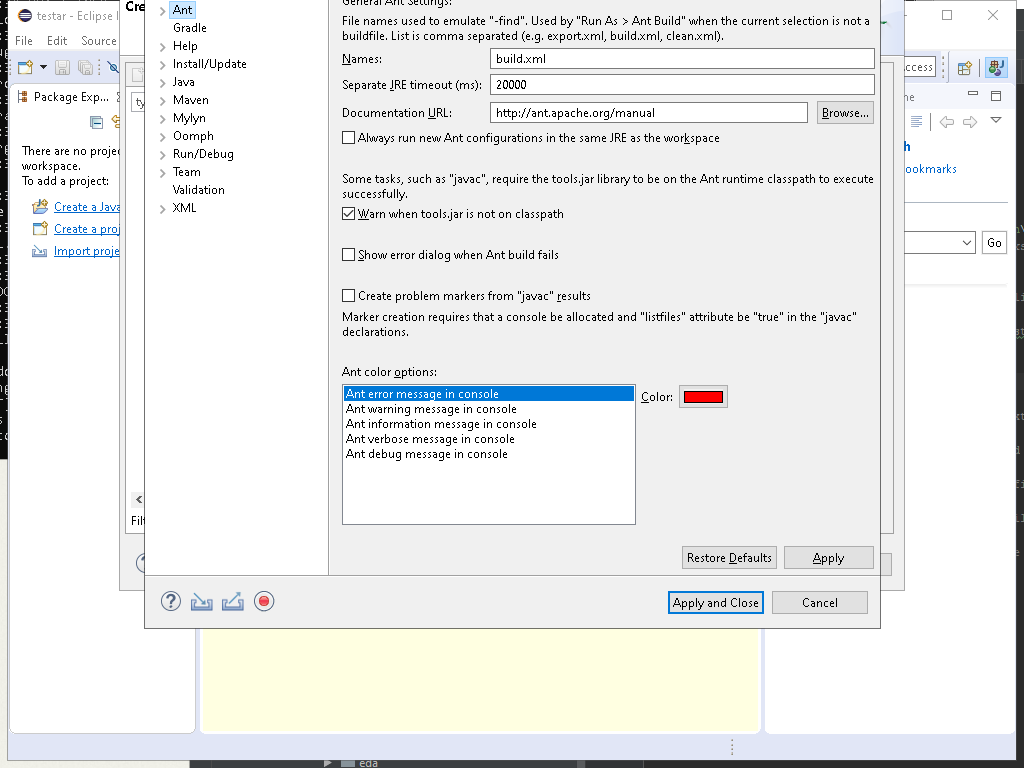 testar - Eclipse I
File Edit Source
Package Exp...
There are no projec
workspace.
To add a project:
Create a Java
Create a proj
Import proje
Cre
ty
Filt
Ant
Gradle
Help
Install/Update
Java
Maven
Mylyn
Oomph
Run/Debug
Team
Validation
XML
General Ant Settings:
File names used to emulate "-find". Used by "Run As > Ant Build" when the current selection is not a
buildfile. List is comma separated (e.g. export.xml, build.xml, clean.xml).
Names: build.xml
Separate JRE timeout (ms): 20000
Documentation URL: http://ant.apache.org/manual Browse...
Always run new Ant configurations in the same JRE as the workspace
Some tasks, such as "javac", require the tools.jar library to be on the Ant runtime classpath to execute
successfully.
Warn when tools.jar is not on classpath
Show error dialog when Ant build fails
Create problem markers from "javac" results
Marker creation requires that a console be allocated and "listfiles" attribute be "true" in the "javac"
declarations.
Ant color options:
Ant error message in console
Ant warning message in console
Ant information message in console
Ant verbose message in console
Ant debug message in console
Color:
Restore Defaults Apply
Apply and Close Cancel
ccess
ne
h
ookmarks
Go
eda